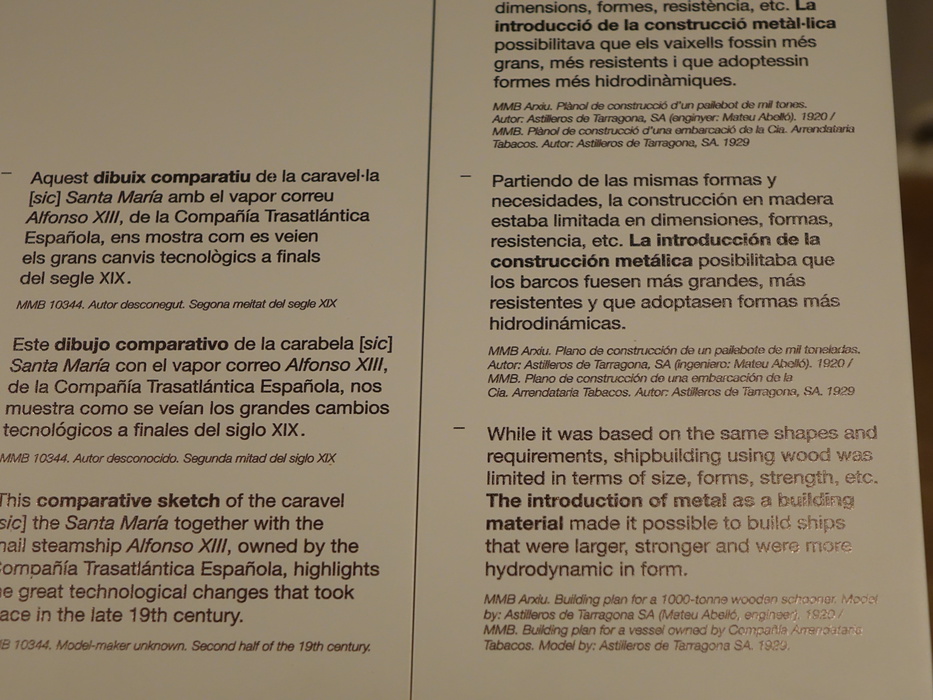 – Aquest dibuix comparatiu de la caravel·la
[sic] Santa María amb el vapor correu
Alfonso XIII, de la Compañía Trasatlántica
Española, ens mostra com es veien
els grans canvis tecnològics a finals
del segle XIX.
MMB 10344. Autor desconegut. Segona meitat del segle XIX
Este dibujo comparativo de la carabela [sic]
Santa María con el vapor correo Alfonso XIII,
de la Compañía Trasatlántica Española, nos
muestra como se veían los grandes cambios
tecnológicos a finales del siglo XIX.
MMB 10344. Autor desconocido. Segunda mitad del siglo XIX
This comparative sketch of the caravel
sic] the Santa María together with the
mail steamship Alfonso XIII, owned by the
Compañía Trasatlántica Española, highlights
e great technological changes that took
ace in the late 19th century.
MB 10344. Model-maker unknown. Second half of the 19th century.
dimensions, formes, resistència, etc. La
introducció de la construcció metàl·lica
possibilitava que els vaixells fossin més
grans, més resistents i que adoptessin
formes més hidrodinàmiques.
MMB Arxiu. Plànol de construcció d'un pailebot de mil tones.
Autor: Astilleros de Tarragona, SA (enginyer: Mateu Abelló). 1920 /
MMB. Plànol de construcció d'una embarcació de la Cia. Arrendataria
Tabacos. Autor: Astilleros de Tarragona, SA. 1929
– Partiendo de las mismas formas y
necesidades, la construcción en madera
estaba limitada en dimensiones, formas,
resistencia, etc. La introducción de la
construcción metálica posibilitaba que
los barcos fuesen más grandes, más
resistentes y que adoptasen formas más
hidrodinámicas.
MMB Arxiu. Plano de construcción de un pailebote de mil toneladas.
Autor: Astilleros de Tarragona, SA (ingeniero: Mateu Abelló). 1920 /
MMB. Plano de construcción de una embarcación de la
Cia. Arrendataria Tabacos. Autor: Astilleros de Tarragona, SA. 1929
– While it was based on the same shapes and
requirements, shipbuilding using wood was
limited in terms of size, forms, strength, etc.
The introduction of metal as a building
material made it possible to build ships
that were larger, stronger and were more
hydrodynamic in form.
MMB Arxiu. Building plan for a 1000-tonne wooden schooner. Model
by: Astilleros de Tarragona SA (Mateu Abelló, engineer). 1920 /
MMB. Building plan for a vessel owned by Compañía Arrendataria
Tabacos. Model by: Astilleros de Tarragona SA. 1929.